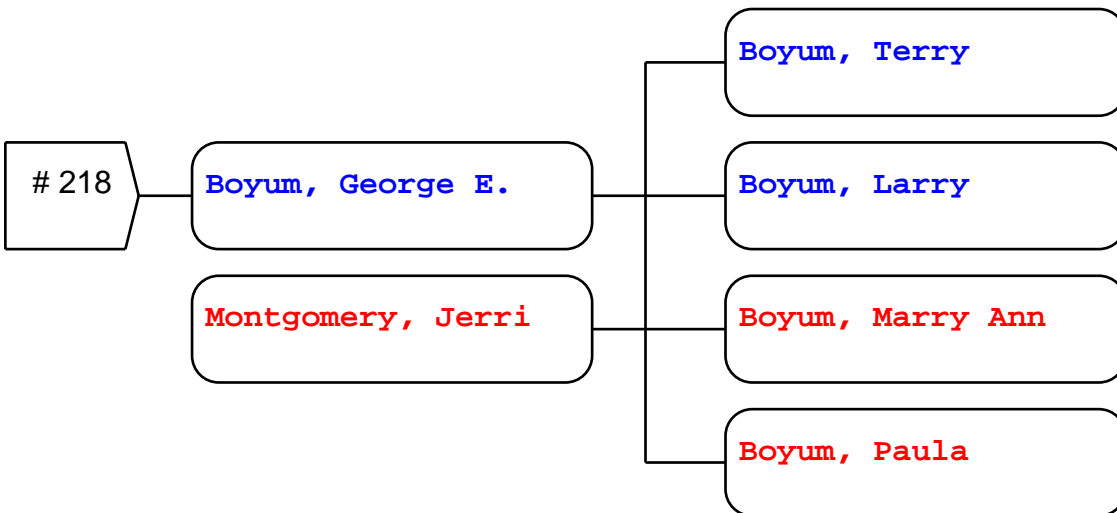 Boyum, Terry
# 218
Boyum, George E.
Boyum, Larry
Montgomery, Jerri
Boyum, Marry Ann
Boyum, Paula